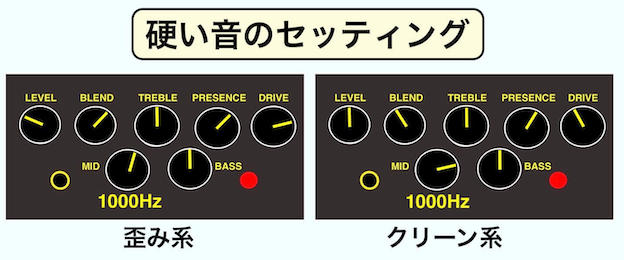 硬い音のセッティング
LEVEL BLEND TREBLE PRESENCE DRIVE
MID BASS
1000Hz
歪み系
LEVEL BLEND TREBLE PRESENCE DRIVE
MID BASS
1000Hz
クリーン系